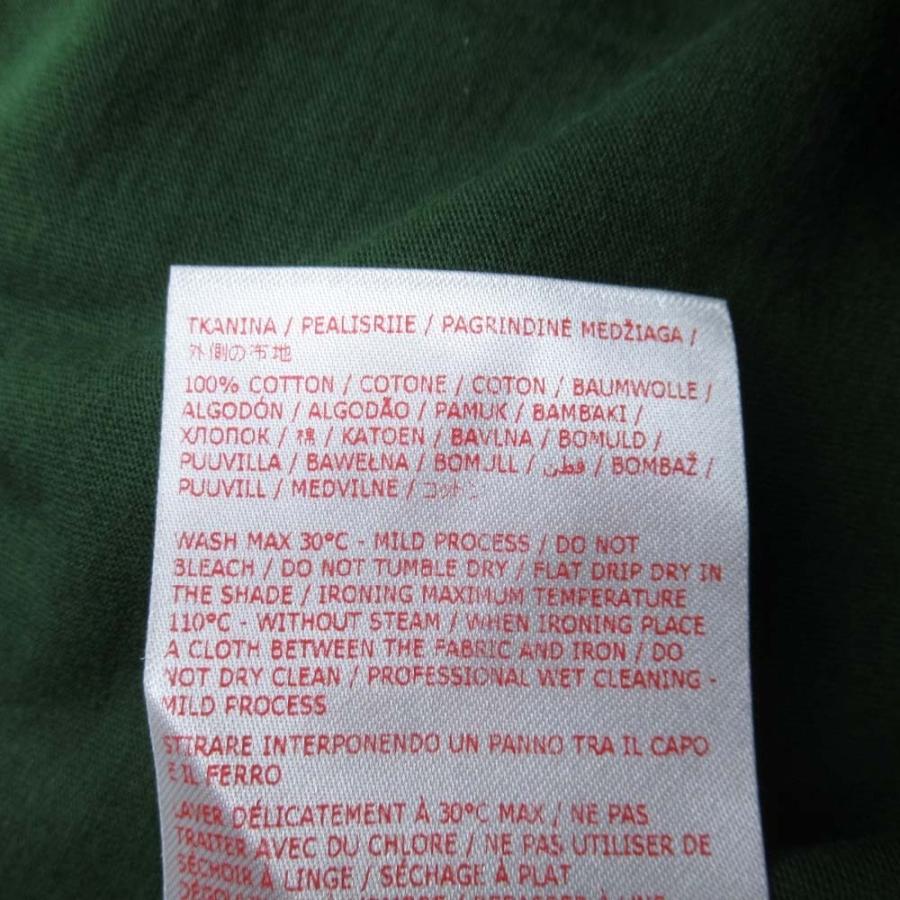 TKANINA / PEALISRIIE / PAGRINDINĖ MEDŽIAGA /
外側の布地
100% COTTON / COTONE / COTON / BAUMWOLLE /
ALGODÓN / ALGODÃO / PAMUK / BAMBAKI /
ХЛОПОК / 棉 / KATOEN / BAVLNA / BOMULD /
PUUVILLA / BAWEŁNA / BOMULL / قطن / BOMBAŽ /
PUUVILL / MEDVILNE / コットン
WASH MAX 30°C - MILD PROCESS / DO NOT
BLEACH / DO NOT TUMBLE DRY / FLAT DRIP DRY IN
THE SHADE / IRONING MAXIMUM TEMPERATURE
110°C - WITHOUT STEAM / WHEN IRONING PLACE
A CLOTH BETWEEN THE FABRIC AND IRON / DO
NOT DRY CLEAN / PROFESSIONAL WET CLEANING -
MILD PROCESS
STIRARE INTERPONENDO UN PANNO TRA IL CAPO
E IL FERRO
LAVER DÉLICATEMENT À 30°C MAX / NE PAS
TRAITER AVEC DU CHLORE / NE PAS UTILISER DE
SÉCHOIR À LINGE / SÉCHAGE À PLAT